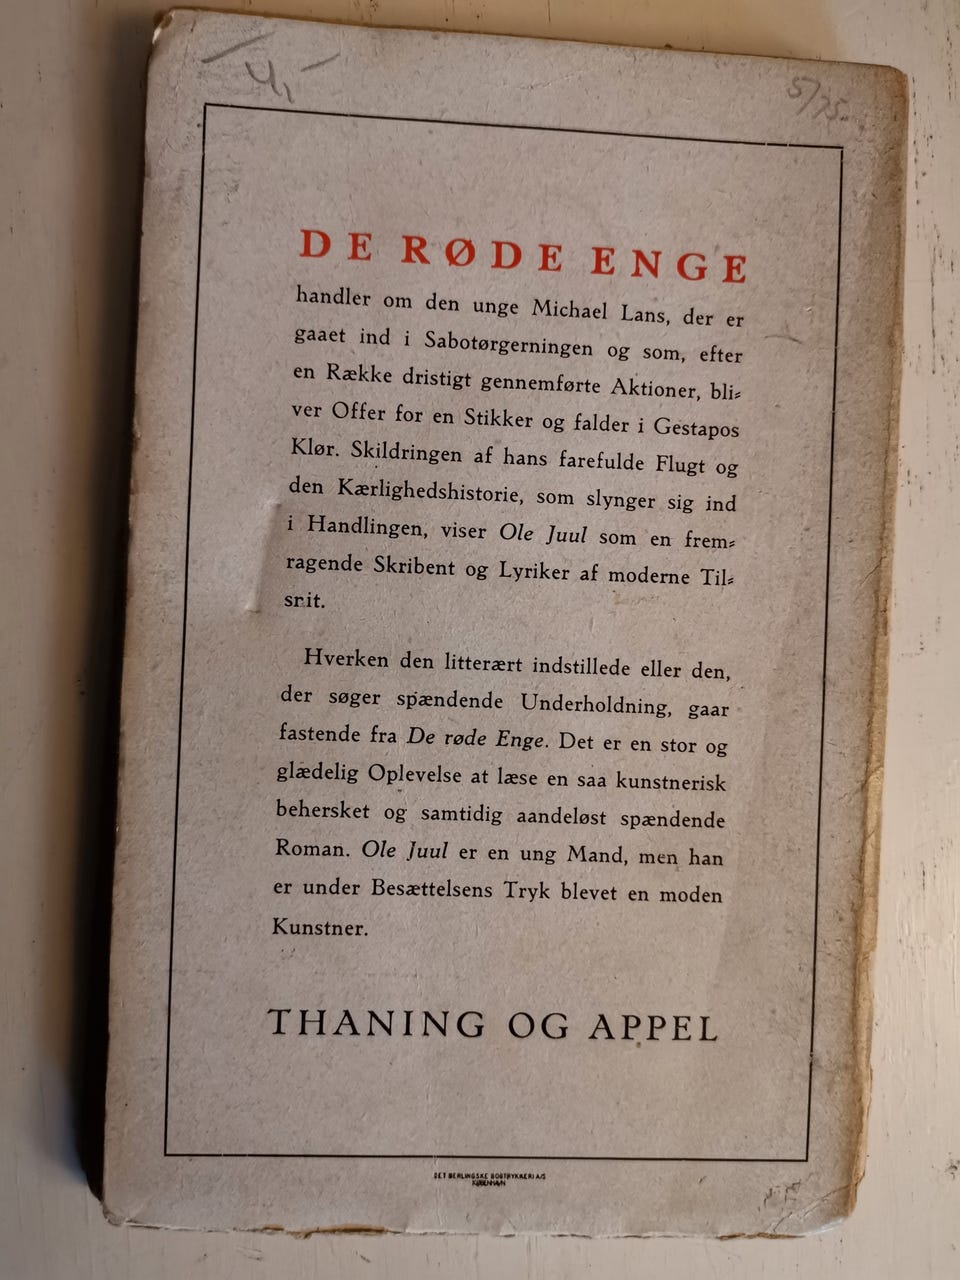 4,
5/75
DE RØDE ENGE
handler om den unge Michael Lans, der er
gaaet ind i Sabotørgerningen og som, efter
en Række dristigt gennemførte Aktioner, bli⸗
ver Offer for en Stikker og falder i Gestapos
Klør. Skildringen af hans farefulde Flugt og
den Kærlighedshistorie, som slynger sig ind
i Handlingen, viser Ole Juul som en frem⸗
ragende Skribent og Lyriker af moderne Til⸗
snit.
Hverken den litterært indstillede eller den,
der søger spændende Underholdning, gaar
fastende fra De røde Enge. Det er en stor og
glædelig Oplevelse at læse en saa kunstnerisk
behersket og samtidig aandeløst spændende
Roman. Ole Juul er en ung Mand, men han
er under Besættelsens Tryk blevet en moden
Kunstner.
THANING OG APPEL
DET BERLINGSKE BOGTRYKKERI A/S
KØBENHAVN